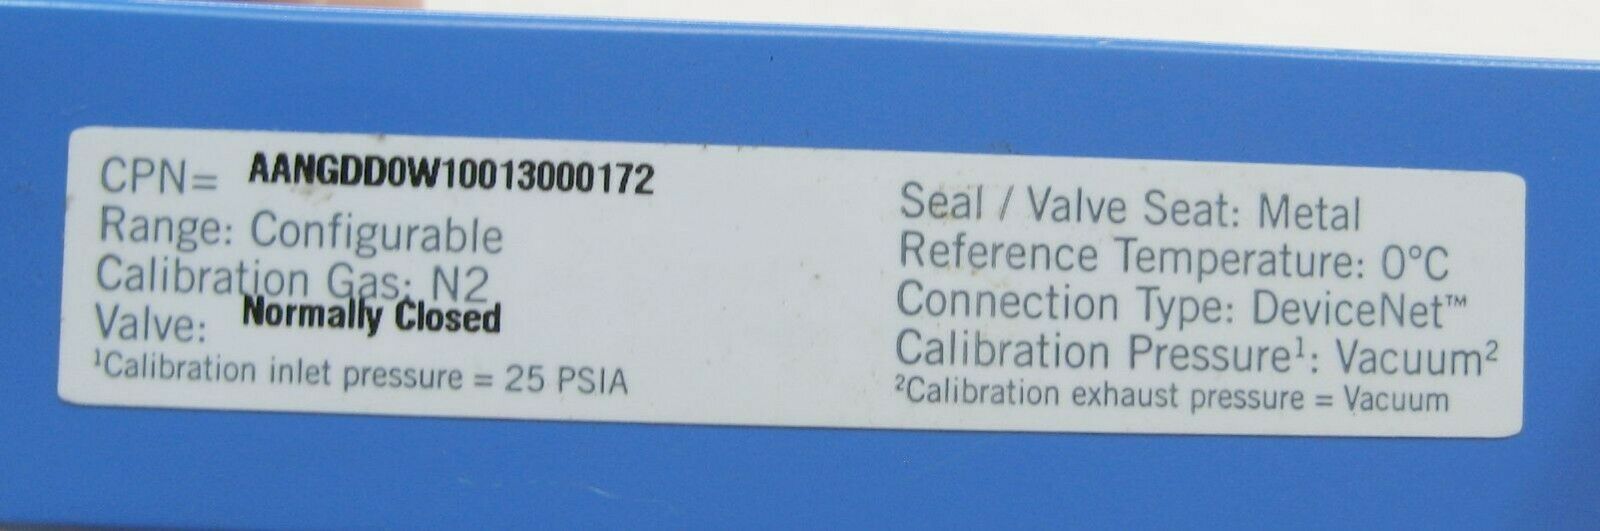 CPN= AANGDD0W10013000172
Range: Configurable
Calibration Gas: N2
Valve: Normally Closed
¹Calibration inlet pressure = 25 PSIA
Seal / Valve Seat: Metal
Reference Temperature: 0°C
Connection Type: DeviceNet™
Calibration Pressure¹: Vacuum²
²Calibration exhaust pressure = Vacuum